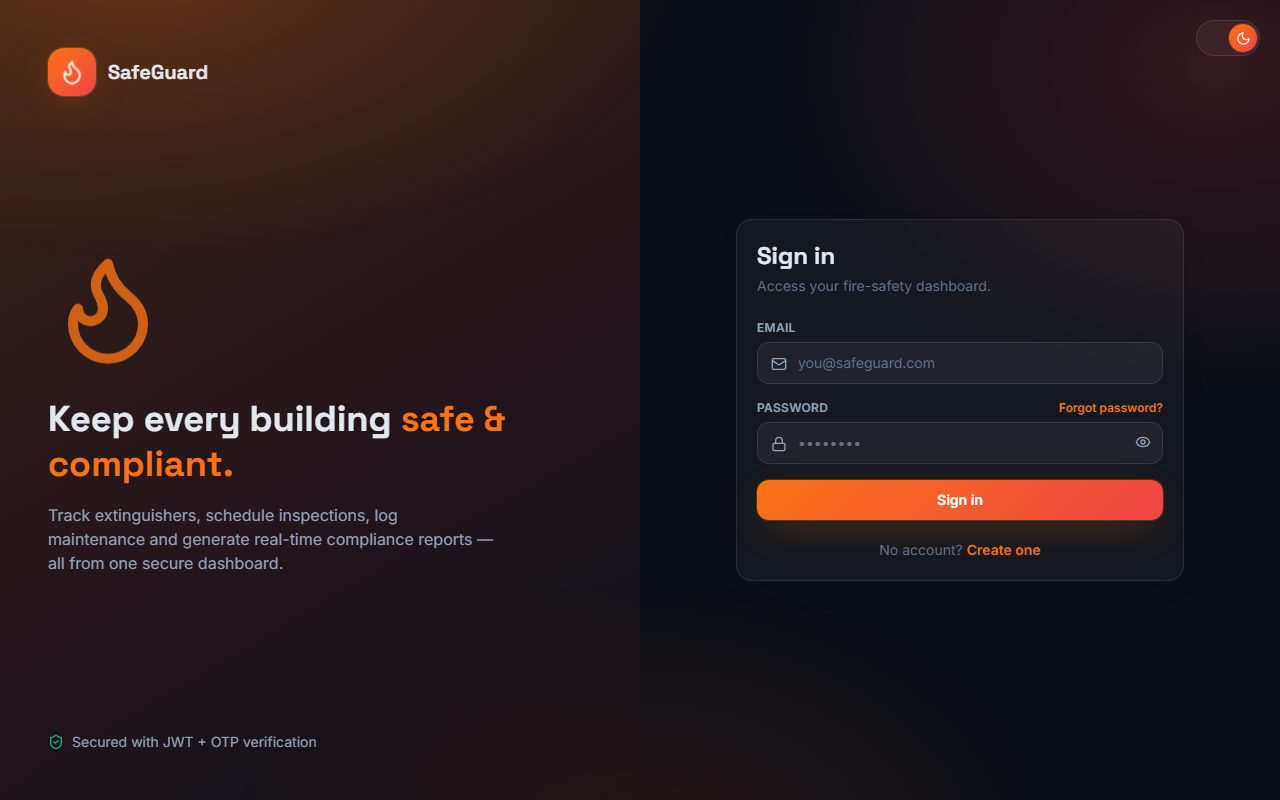 SafeGuard
Keep every building safe &
compliant.
Track extinguishers, schedule inspections, log
maintenance and generate real-time compliance reports —
all from one secure dashboard.
Secured with JWT + OTP verification
Sign in
Access your fire-safety dashboard.
EMAIL
you@safeguard.com
PASSWORD Forgot password?
••••••••
Sign in
No account? Create one